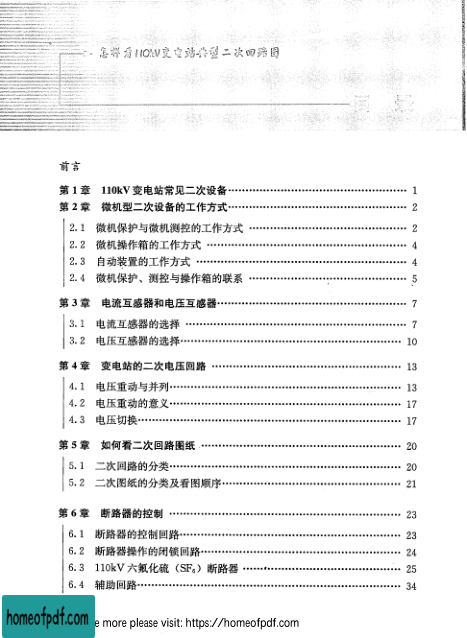 怎样看110kV变电站典型二次回路图
目 录
前言
第 1 章 110kV 变电站常见二次设备 …… 1
第 2 章 微机型二次设备的工作方式 …… 2
2.1 微机保护与微机测控的工作方式 …… 2
2.2 微机操作箱的工作方式 …… 4
2.3 自动装置的工作方式 …… 4
2.4 微机保护、测控与操作箱的联系 …… 5
第 3 章 电流互感器和电压互感器 …… 7
3.1 电流互感器的选择 …… 7
3.2 电压互感器的选择 …… 10
第 4 章 变电站的二次电压回路 …… 13
4.1 电压重动与并列 …… 13
4.2 电压重动的意义 …… 17
4.3 电压切换 …… 17
第 5 章 如何看二次回路图纸 …… 20
5.1 二次回路的分类 …… 20
5.2 二次图纸的分类及看图顺序 …… 21
第 6 章 断路器的控制 …… 23
6.1 断路器的控制回路 …… 23
6.2 断路器操作的闭锁回路 …… 24
6.3 110kV 六氟化硫（SF₆）断路器 …… 25
6.4 辅助回路 …… 34
homeofpdf.com
e more please visit: https://homeofpdf.com